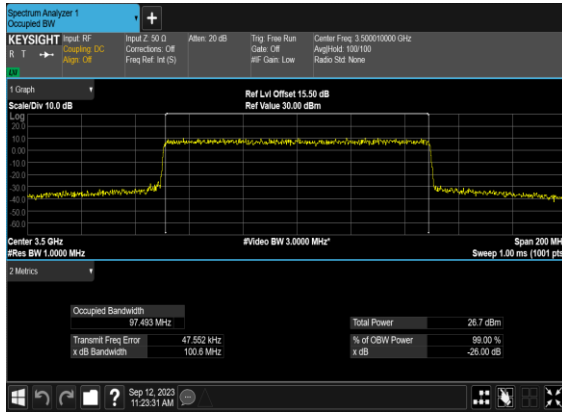 Spectrum Analyzer 1
Occupied BW
+
KEYSIGHT Input: RF
R T
Coupling: DC
Align: Off
Input Z: 50 Ω
Corrections: Off
Freq Ref: Int (S)
Atten: 20 dB
Trig: Free Run
Gate: Off
#IF Gain: Low
Center Freq: 3.500010000 GHz
Avg|Hold: 100/100
Radio Std: None
1 Graph
Scale/Div 10.0 dB
Ref Lvl Offset 15.50 dB
Ref Value 30.00 dBm
Log
20.0
10.0
0.00
-10.0
-20.0
-30.0
-40.0
-50.0
-60.0
Center 3.5 GHz
#Res BW 1.0000 MHz
#Video BW 3.0000 MHz*
Span 200 MH
Sweep 1.00 ms (1001 pts
2 Metrics
Occupied Bandwidth
97.493 MHz
Transmit Freq Error 47.552 kHz
x dB Bandwidth 100.6 MHz
Total Power 26.7 dBm
% of OBW Power 99.00 %
x dB -26.00 dB
?
Sep 12, 2023
11:23:31 AM